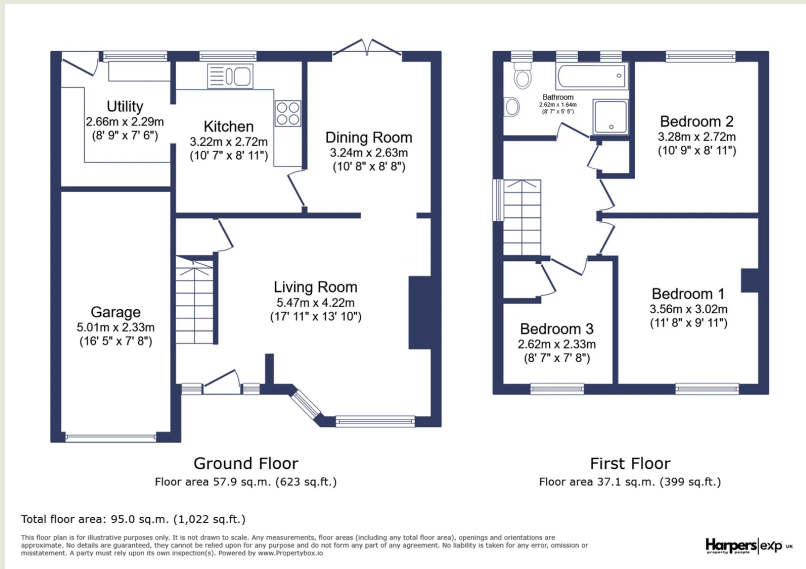 Utility
2.66m x 2.29m
(8' 9" x 7' 6")
Kitchen
3.22m x 2.72m
(10' 7" x 8' 11")
Dining Room
3.24m x 2.63m
(10' 8" x 8' 8")
Garage
5.01m x 2.33m
(16' 5" x 7' 8")
Living Room
5.47m x 4.22m
(17' 11" x 13' 10")
Ground Floor
Floor area 57.9 sq.m. (623 sq.ft.)
Bathroom
2.62m x 1.64m
(8' 7" x 5' 5")
Bedroom 2
3.28m x 2.72m
(10' 9" x 8' 11")
Bedroom 1
3.56m x 3.02m
(11' 8" x 9' 11")
Bedroom 3
2.62m x 2.33m
(8' 7" x 7' 8")
First Floor
Floor area 37.1 sq.m. (399 sq.ft.)
Total floor area: 95.0 sq.m. (1,022 sq.ft.)
This floor plan is for illustrative purposes only. It is not drawn to scale. Any measurements, floor areas (including any total floor area), openings and orientations are
approximate. No details are guaranteed, they cannot be relied upon for any purpose and do not form any part of any agreement. No liability is taken for any error, omission or
misstatement. A party must rely upon its own inspection(s). Powered by www.Propertybox.io
Harpers exp UK
property people